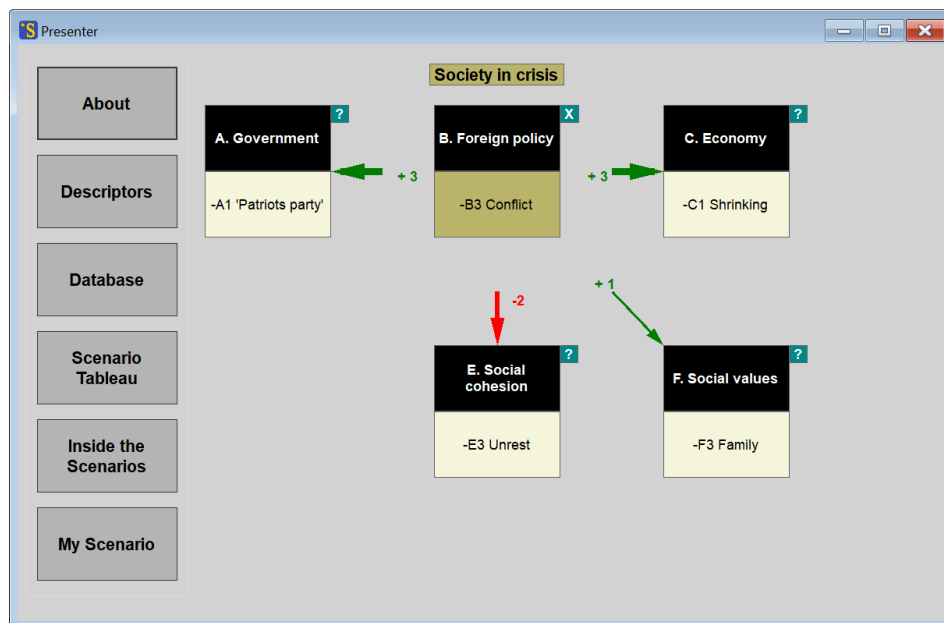 S Presenter
Society in crisis
About
Descriptors
Database
Scenario
Tableau
Inside the
Scenarios
My Scenario
A. Government
?
-A1 'Patriots party'
+ 3
B. Foreign policy
X
-B3 Conflict
+ 3
C. Economy
?
-C1 Shrinking
-2
+ 1
E. Social
cohesion
?
-E3 Unrest
F. Social values
?
-F3 Family